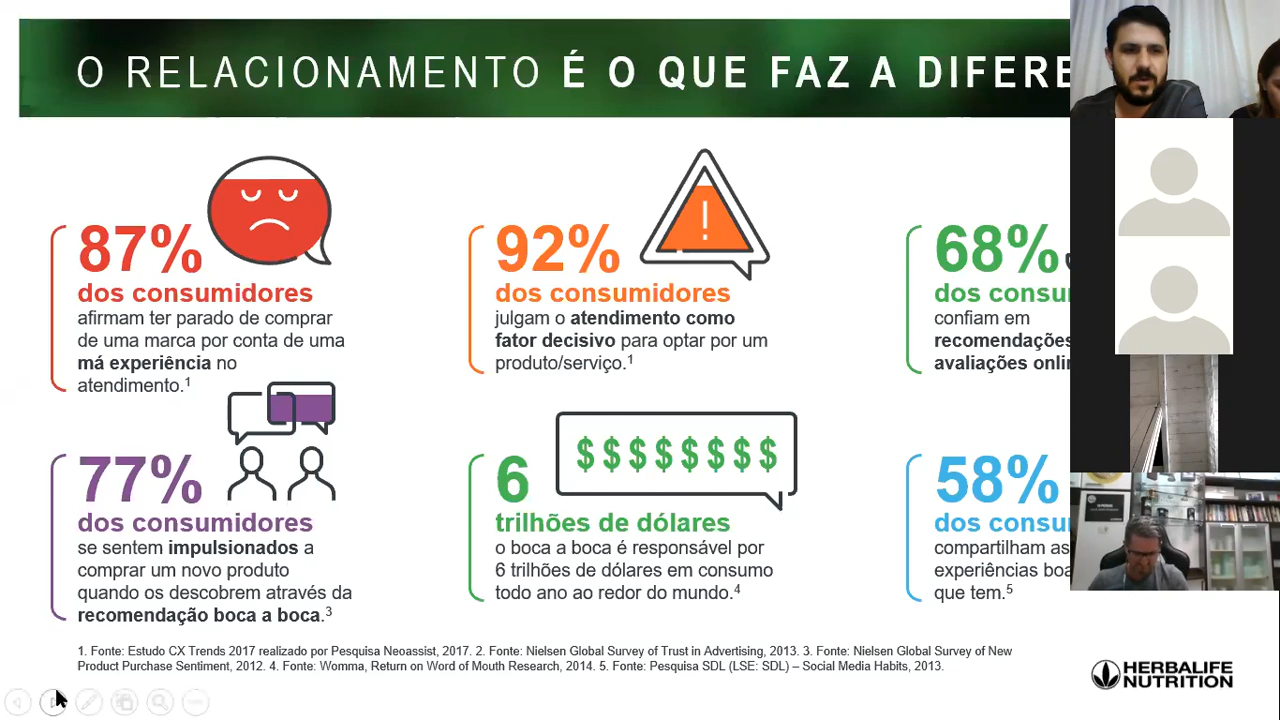 O RELACIONAMENTO É O QUE FAZ A DIFERE
87%
dos consumidores
afirmam ter parado de comprar
de uma marca por conta de uma
má experiência no
atendimento.1
92%
dos consumidores
julgam o atendimento como
fator decisivo para optar por um
produto/serviço.1
68%
dos consu
confiam em
recomendações
avaliações onli
77%
dos consumidores
se sentem impulsionados a
comprar um novo produto
quando os descobrem através da
recomendação boca a boca.3
$$$$$$$$
6
trilhões de dólares
o boca a boca é responsável por
6 trilhões de dólares em consumo
todo ano ao redor do mundo.4
58%
dos consu
compartilham as
experiências boa
que tem.5
1. Fonte: Estudo CX Trends 2017 realizado por Pesquisa Neoassist, 2017. 2. Fonte: Nielsen Global Survey of Trust in Advertising, 2013. 3. Fonte: Nielsen Global Survey of New
Product Purchase Sentiment, 2012. 4. Fonte: Womma, Return on Word of Mouth Research, 2014. 5. Fonte: Pesquisa SDL (LSE: SDL) – Social Media Habits, 2013.
HERBALIFE
NUTRITION